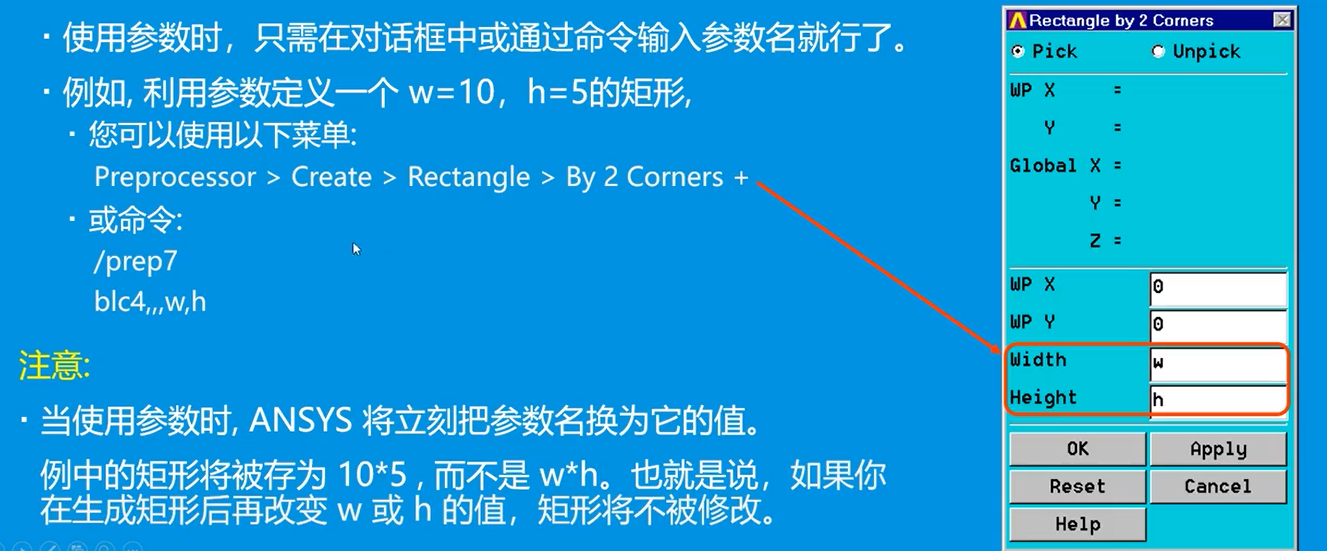 · 使用参数时，只需在对话框中或通过命令输入参数名就行了。
· 例如, 利用参数定义一个 w=10，h=5的矩形,
· 您可以使用以下菜单:
Preprocessor > Create > Rectangle > By 2 Corners +
· 或命令:
/prep7
blc4,,,w,h
注意:
· 当使用参数时, ANSYS 将立刻把参数名换为它的值。
例中的矩形将被存为 10*5 , 而不是 w*h。也就是说，如果你
在生成矩形后再改变 w 或 h 的值，矩形将不被修改。
Rectangle by 2 Corners
Pick Unpick
WP X =
Y =
Global X =
Y =
Z =
WP X 0
WP Y 0
Width w
Height h
OK Apply
Reset Cancel
Help